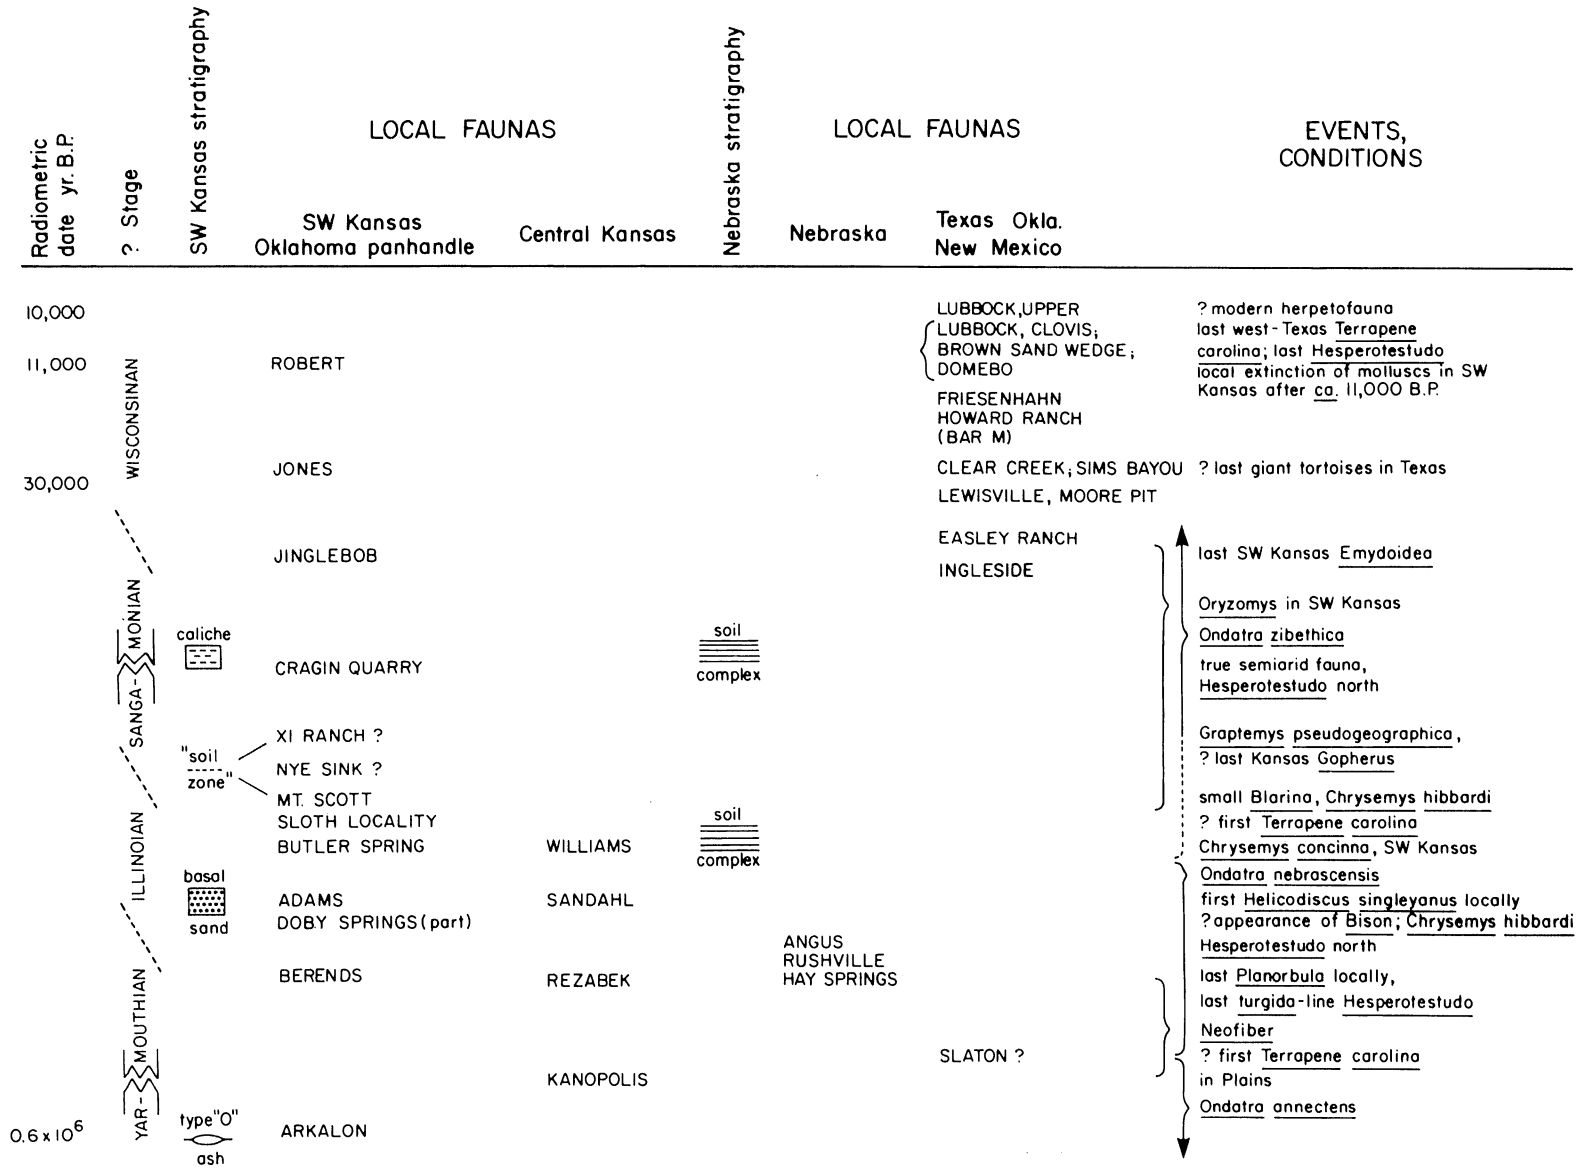 Radiometric
date yr. B.P.
? Stage
SW Kansas stratigraphy
LOCAL FAUNAS
SW Kansas
Oklahoma panhandle
Central Kansas
Nebraska stratigraphy
LOCAL FAUNAS
Nebraska
Texas Okla.
New Mexico
EVENTS,
CONDITIONS
10,000
11,000
30,000
0.6 x 10⁶
WISCONSINAN
SANGA-MONIAN
ILLINOIAN
YAR-MOUTHIAN
caliche
"soil
zone"
basal
sand
type "O"
ash
ROBERT
JONES
JINGLEBOB
CRAGIN QUARRY
XI RANCH ?
NYE SINK ?
MT. SCOTT
SLOTH LOCALITY
BUTLER SPRING
ADAMS
DOBY SPRINGS (part)
BERENDS
ARKALON
WILLIAMS
SANDAHL
REZABEK
KANOPOLIS
soil
complex
soil
complex
ANGUS
RUSHVILLE
HAY SPRINGS
LUBBOCK, UPPER
LUBBOCK, CLOVIS;
BROWN SAND WEDGE;
DOMEBO
FRIESENHAHN
HOWARD RANCH
(BAR M)
CLEAR CREEK; SIMS BAYOU
LEWISVILLE, MOORE PIT
EASLEY RANCH
INGLESIDE
SLATON ?
? modern herpetofauna
last west-Texas Terrapene
carolina; last Hesperotestudo
local extinction of molluscs in SW
Kansas after ca. 11,000 B.P.
? last giant tortoises in Texas
last SW Kansas Emydoidea
Oryzomys in SW Kansas
Ondatra zibethica
true semiarid fauna,
Hesperotestudo north
Graptemys pseudogeographica,
? last Kansas Gopherus
small Blarina, Chrysemys hibbardi
? first Terrapene carolina
Chrysemys concinna, SW Kansas
Ondatra nebrascensis
first Helicodiscus singleyanus locally
? appearance of Bison; Chrysemys hibbardi
Hesperotestudo north
last Planorbula locally,
last turgida-line Hesperotestudo
Neofiber
? first Terrapene carolina
in Plains
Ondatra annectens